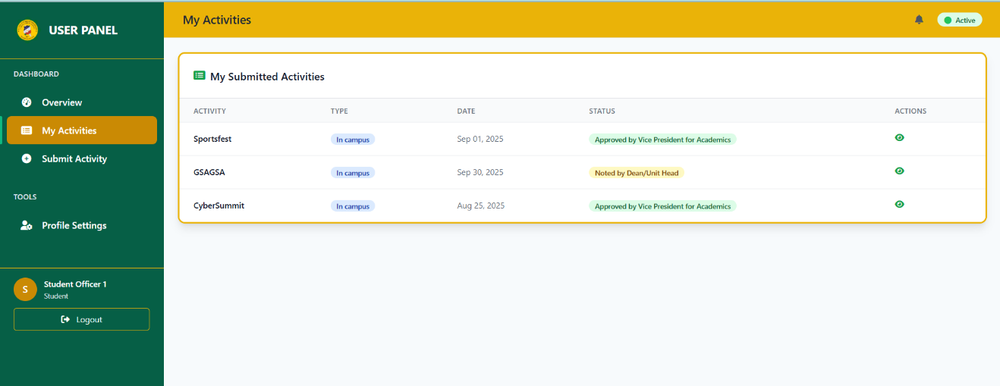 USER PANEL
DASHBOARD
Overview
My Activities
Submit Activity
TOOLS
Profile Settings
S
Student Officer 1
Student
Logout
My Activities
Active
My Submitted Activities
ACTIVITY TYPE DATE STATUS ACTIONS
Sportsfest In campus Sep 01, 2025 Approved by Vice President for Academics
GSAGSA In campus Sep 30, 2025 Noted by Dean/Unit Head
CyberSummit In campus Aug 25, 2025 Approved by Vice President for Academics